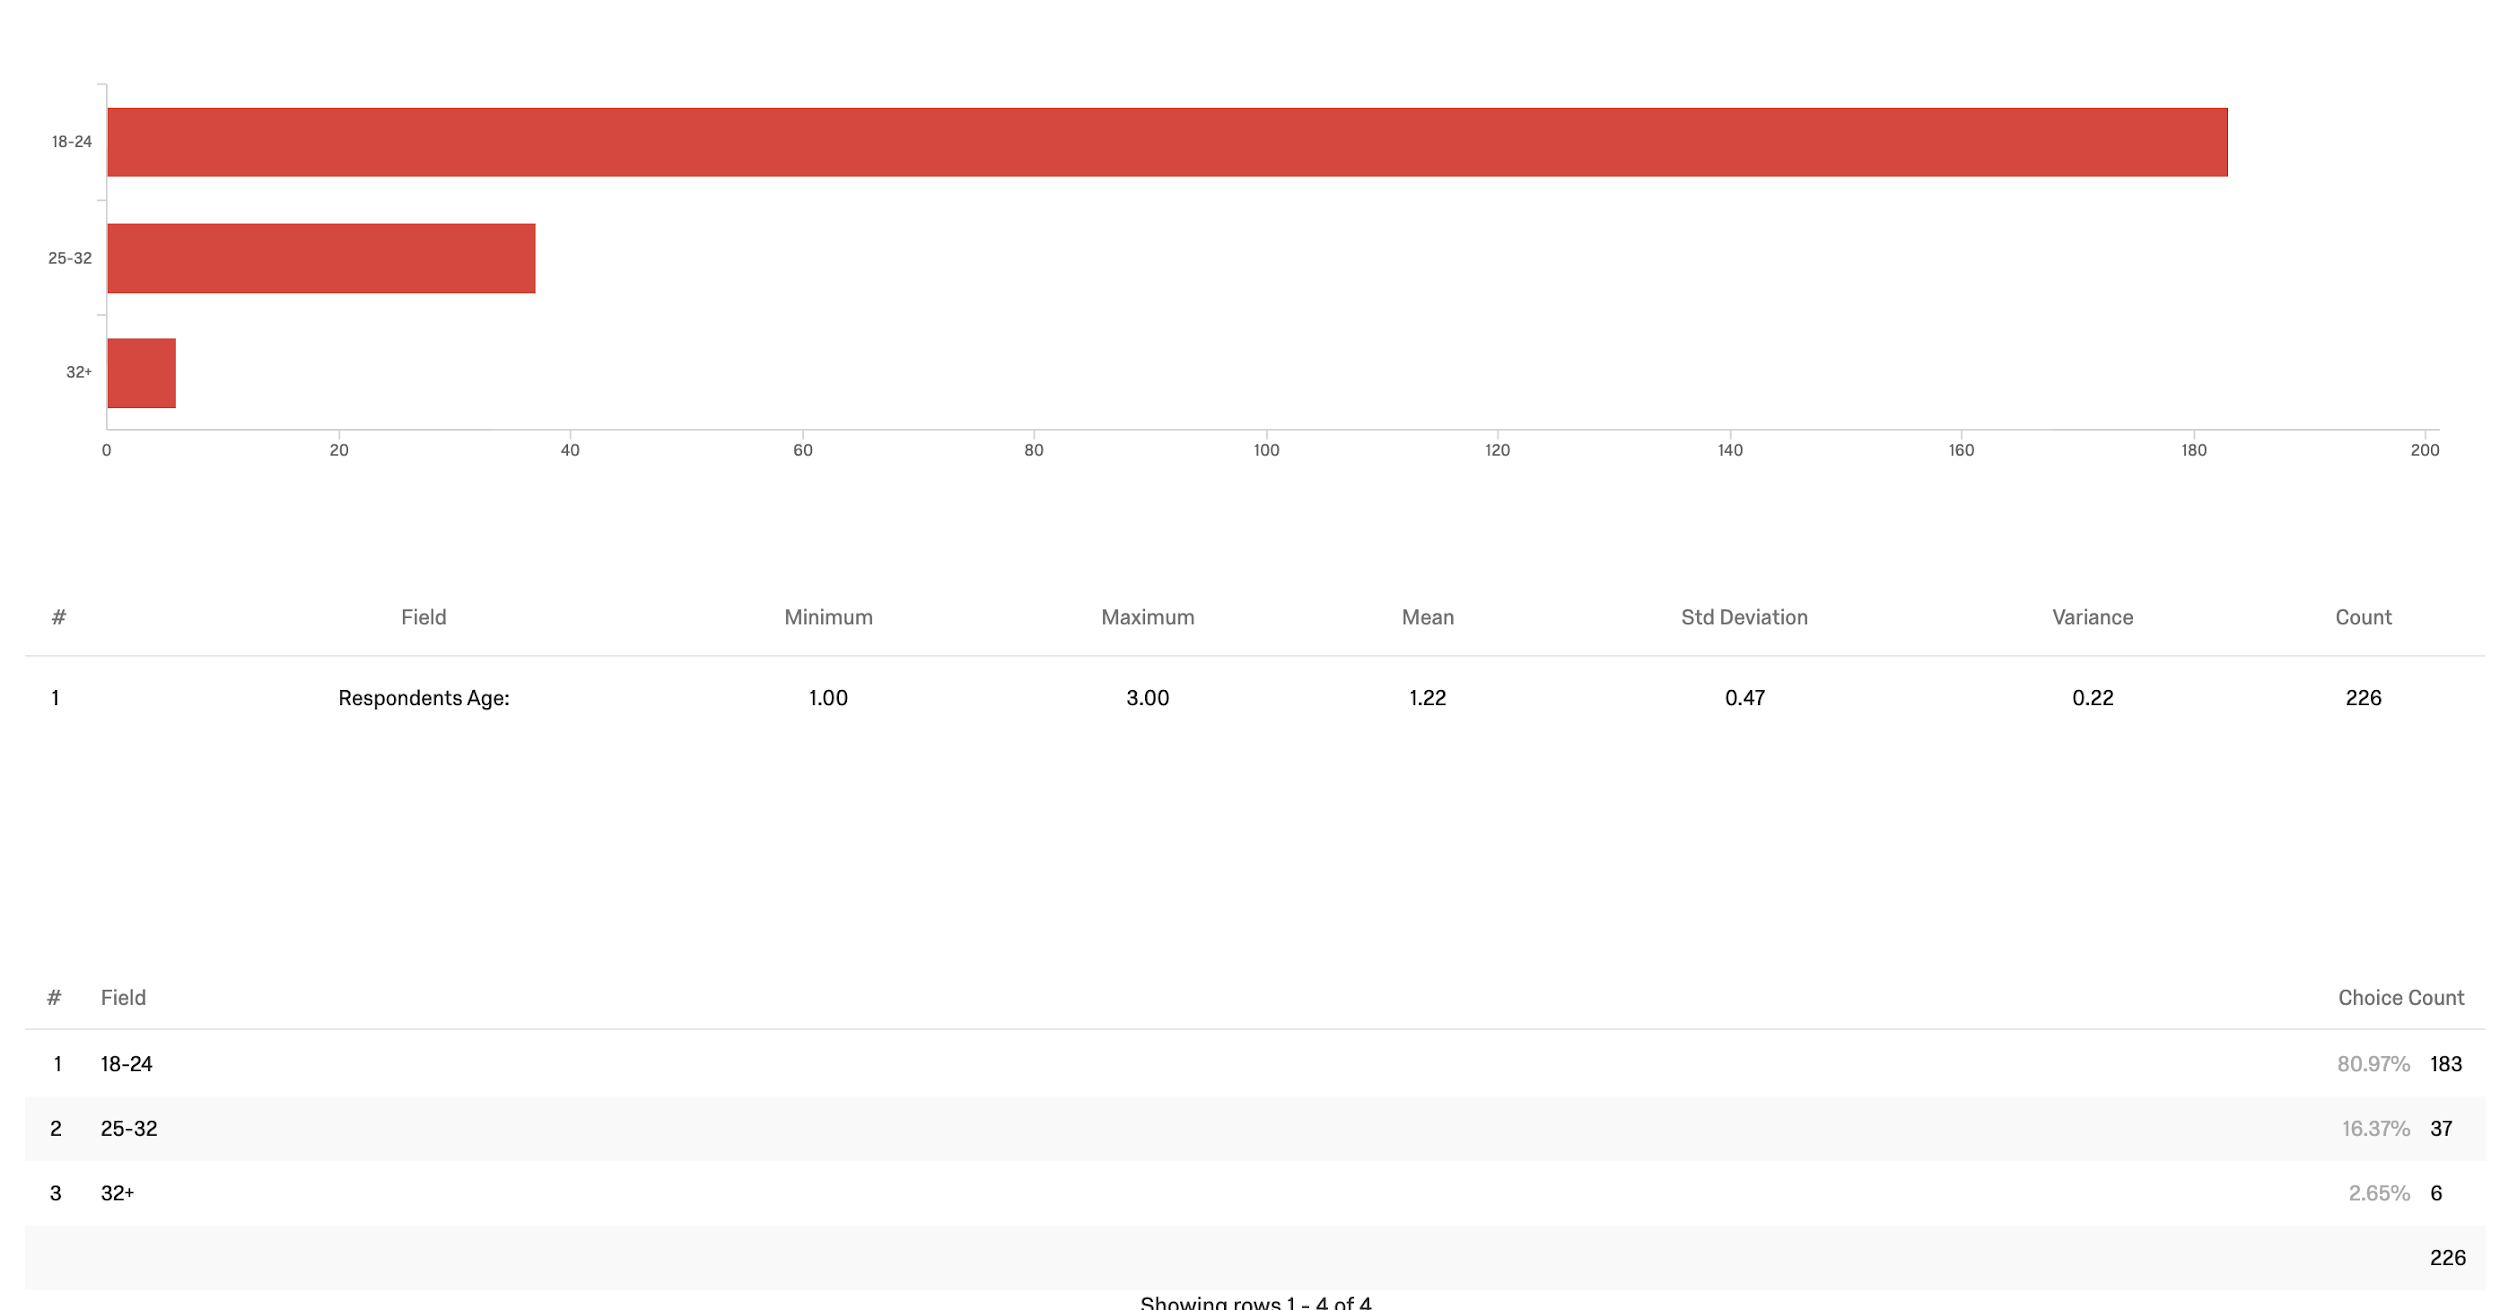 18-24
25-32
32+
0 20 40 60 80 100 120 140 160 180 200
# Field Minimum Maximum Mean Std Deviation Variance Count
1 Respondents Age: 1.00 3.00 1.22 0.47 0.22 226
# Field Choice Count
1 18-24 80.97% 183
2 25-32 16.37% 37
3 32+ 2.65% 6
226
Showing rows 1 - 4 of 4